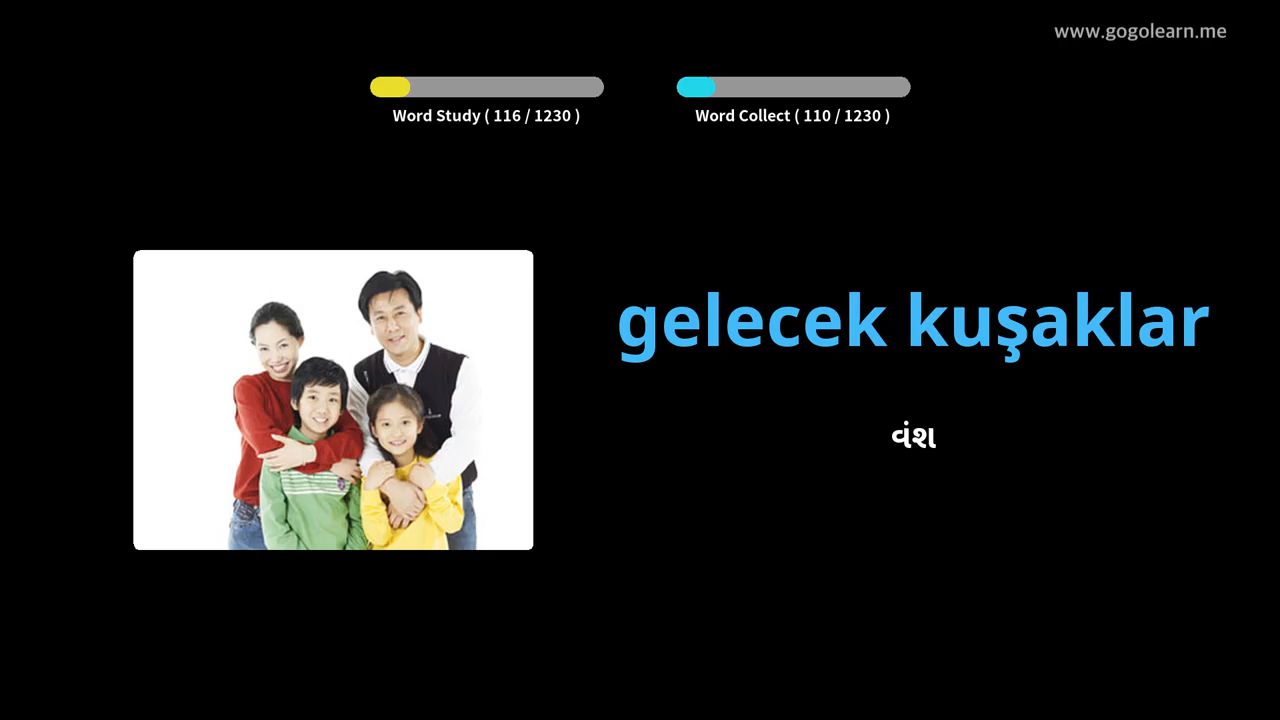 www.gogolearn.me
Word Study ( 116 / 1230 )
Word Collect ( 110 / 1230 )
gelecek kuşaklar
વંશ